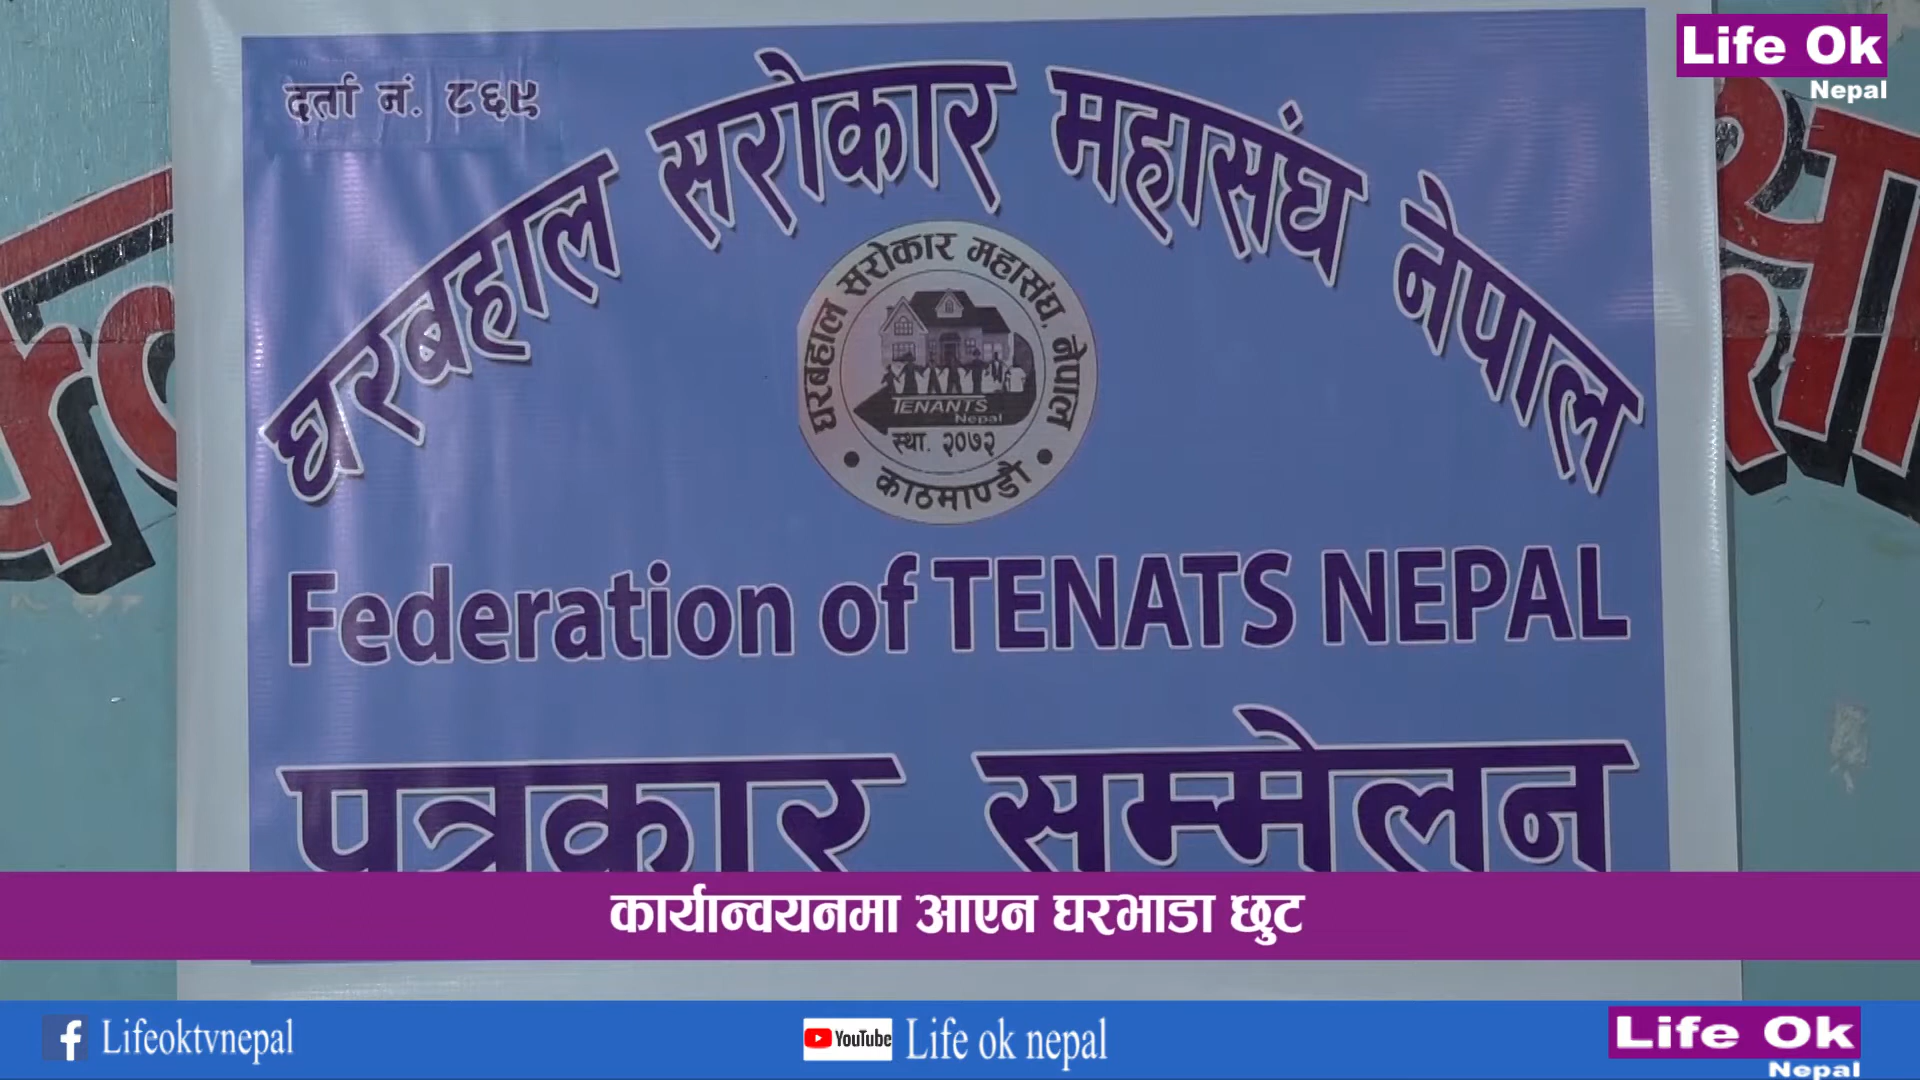 Life Ok
Nepal
दर्ता नं. ८६९
घरबहाल सरोकार महासंघ नेपाल
घरबहाल सरोकार महासंघ, नेपाल
TENANTS
Nepal
स्था. २०७२
काठमाण्डौ
Federation of TENATS NEPAL
पत्रकार सम्मेलन
कार्यान्वयनमा आएन घरभाडा छुट
Lifeoktvnepal
YouTube Life ok nepal
Life Ok
Nepal